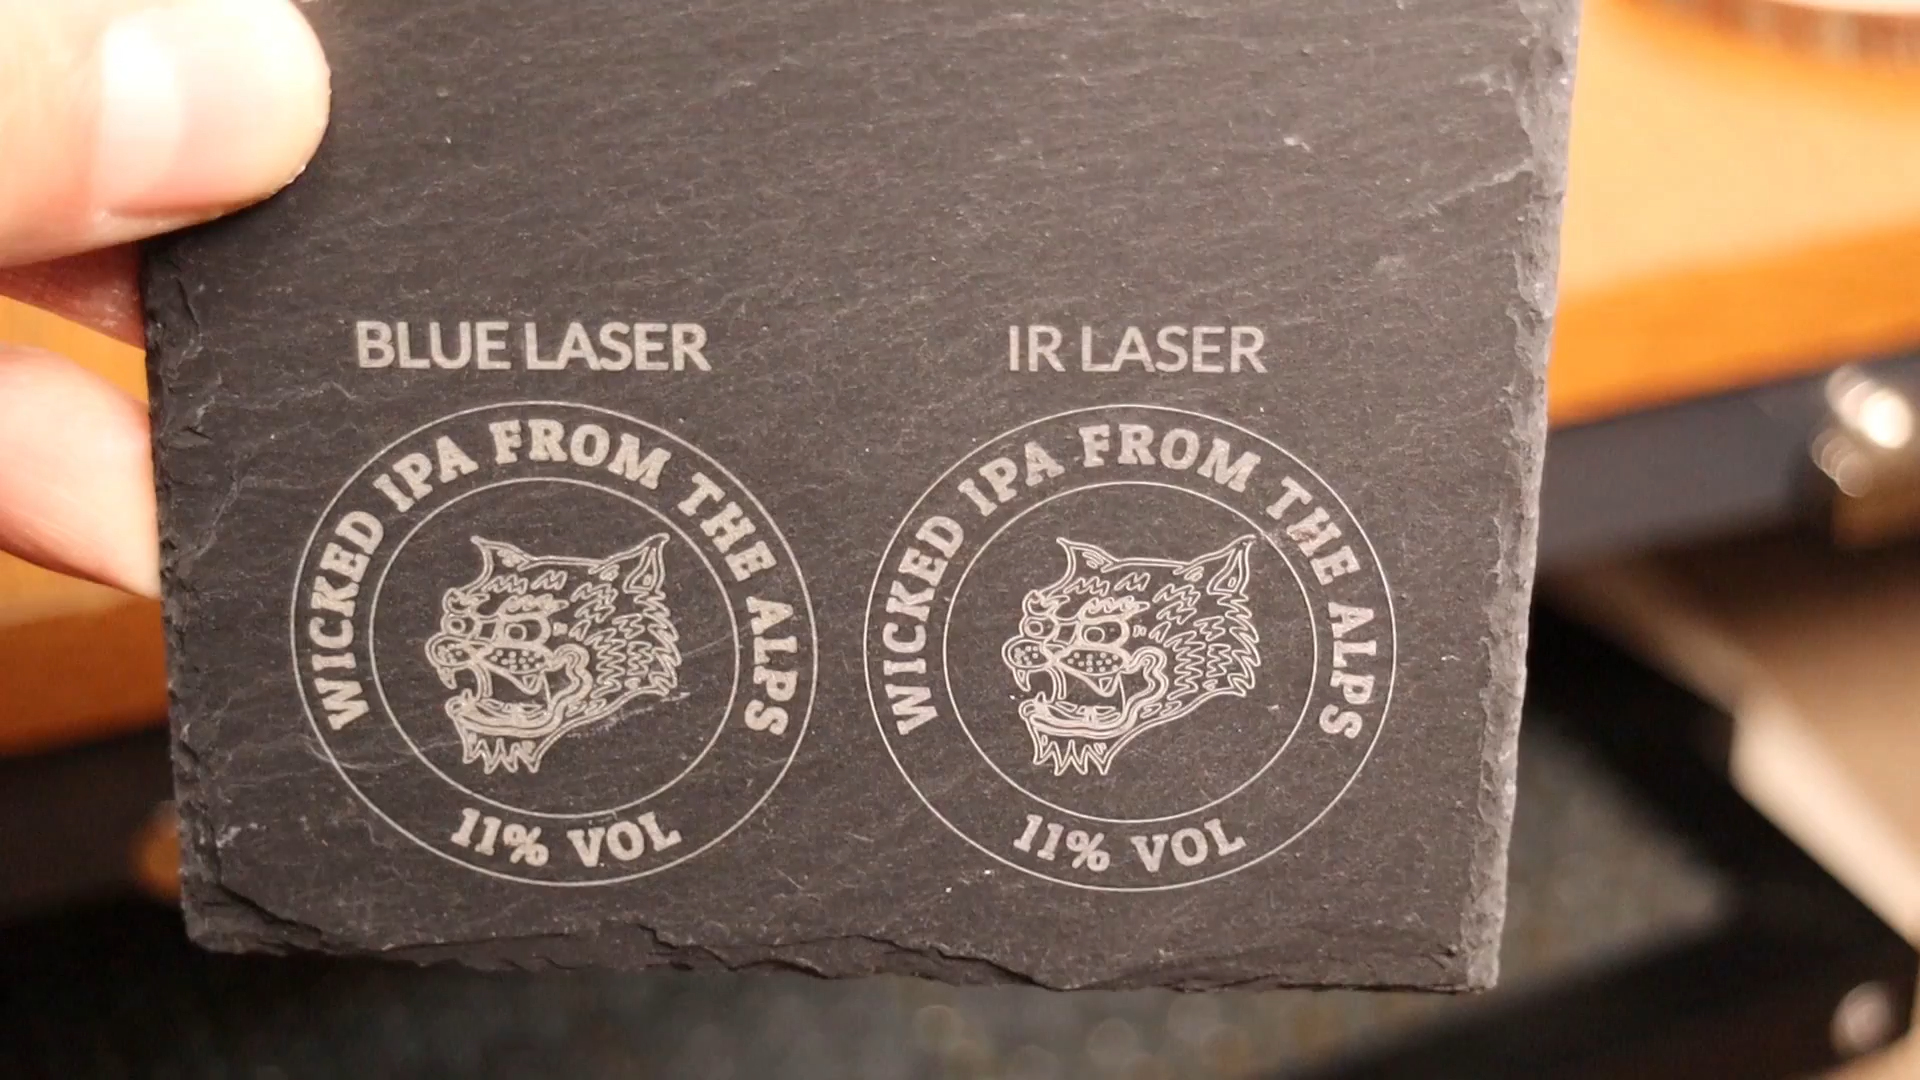 BLUE LASER
WICKED IPA FROM THE ALPS
11% VOL
IR LASER
WICKED IPA FROM THE ALPS
11% VOL